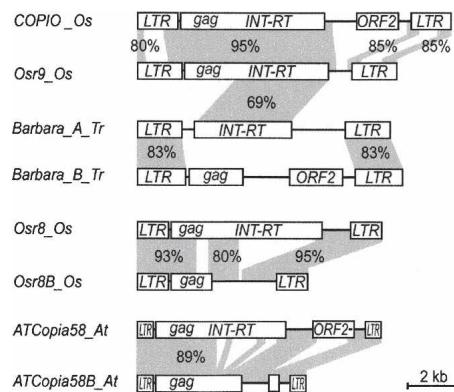 COPIO_Os LTR gag INT-RT ORF2 LTR
80% 95% 85% 85%
Osr9_Os LTR gag INT-RT LTR
69%
Barbara_A_Tr LTR INT-RT LTR
83% 83%
Barbara_B_Tr LTR gag ORF2 LTR
Osr8_Os LTR gag INT-RT LTR
93% 80% 95%
Osr8B_Os LTR gag LTR
ATCopia58_At LTR gag INT-RT ORF2- LTR
89%
ATCopia58B_At LTR gag LTR
2 kb